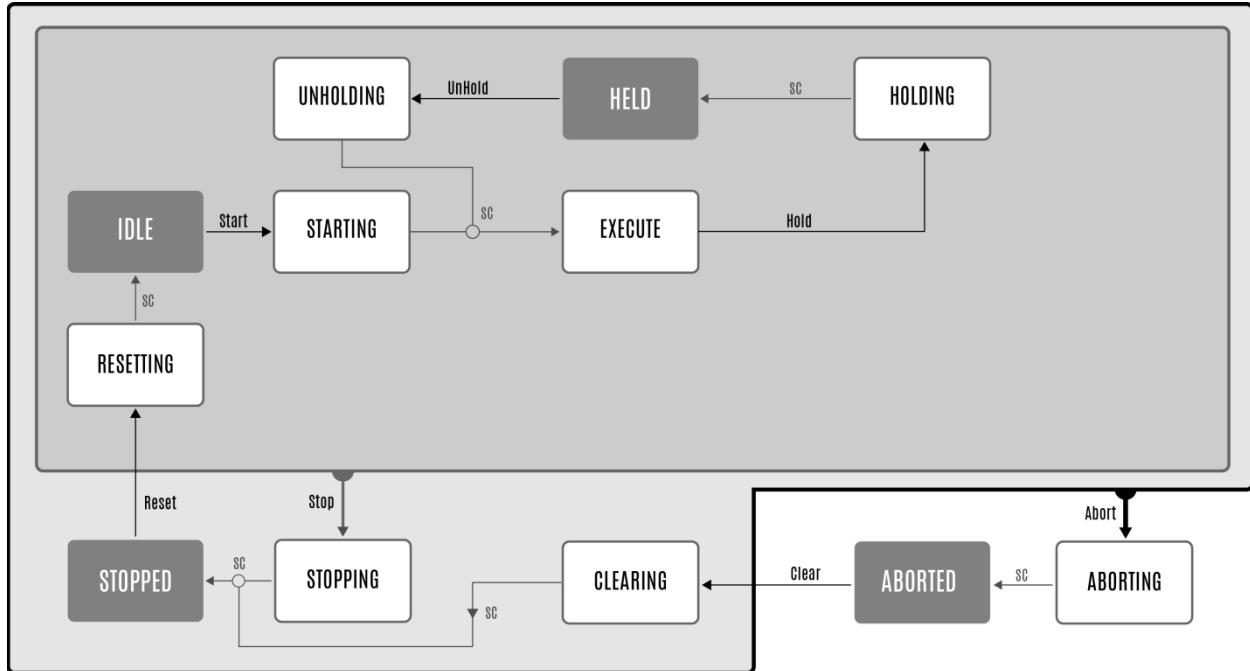 UNHOLDING
UnHold
HELD
SC
HOLDING
IDLE
Start
STARTING
SC
EXECUTE
Hold
SC
RESETTING
Reset
Stop
Abort
STOPPED
SC
STOPPING
SC
CLEARING
Clear
ABORTED
SC
ABORTING